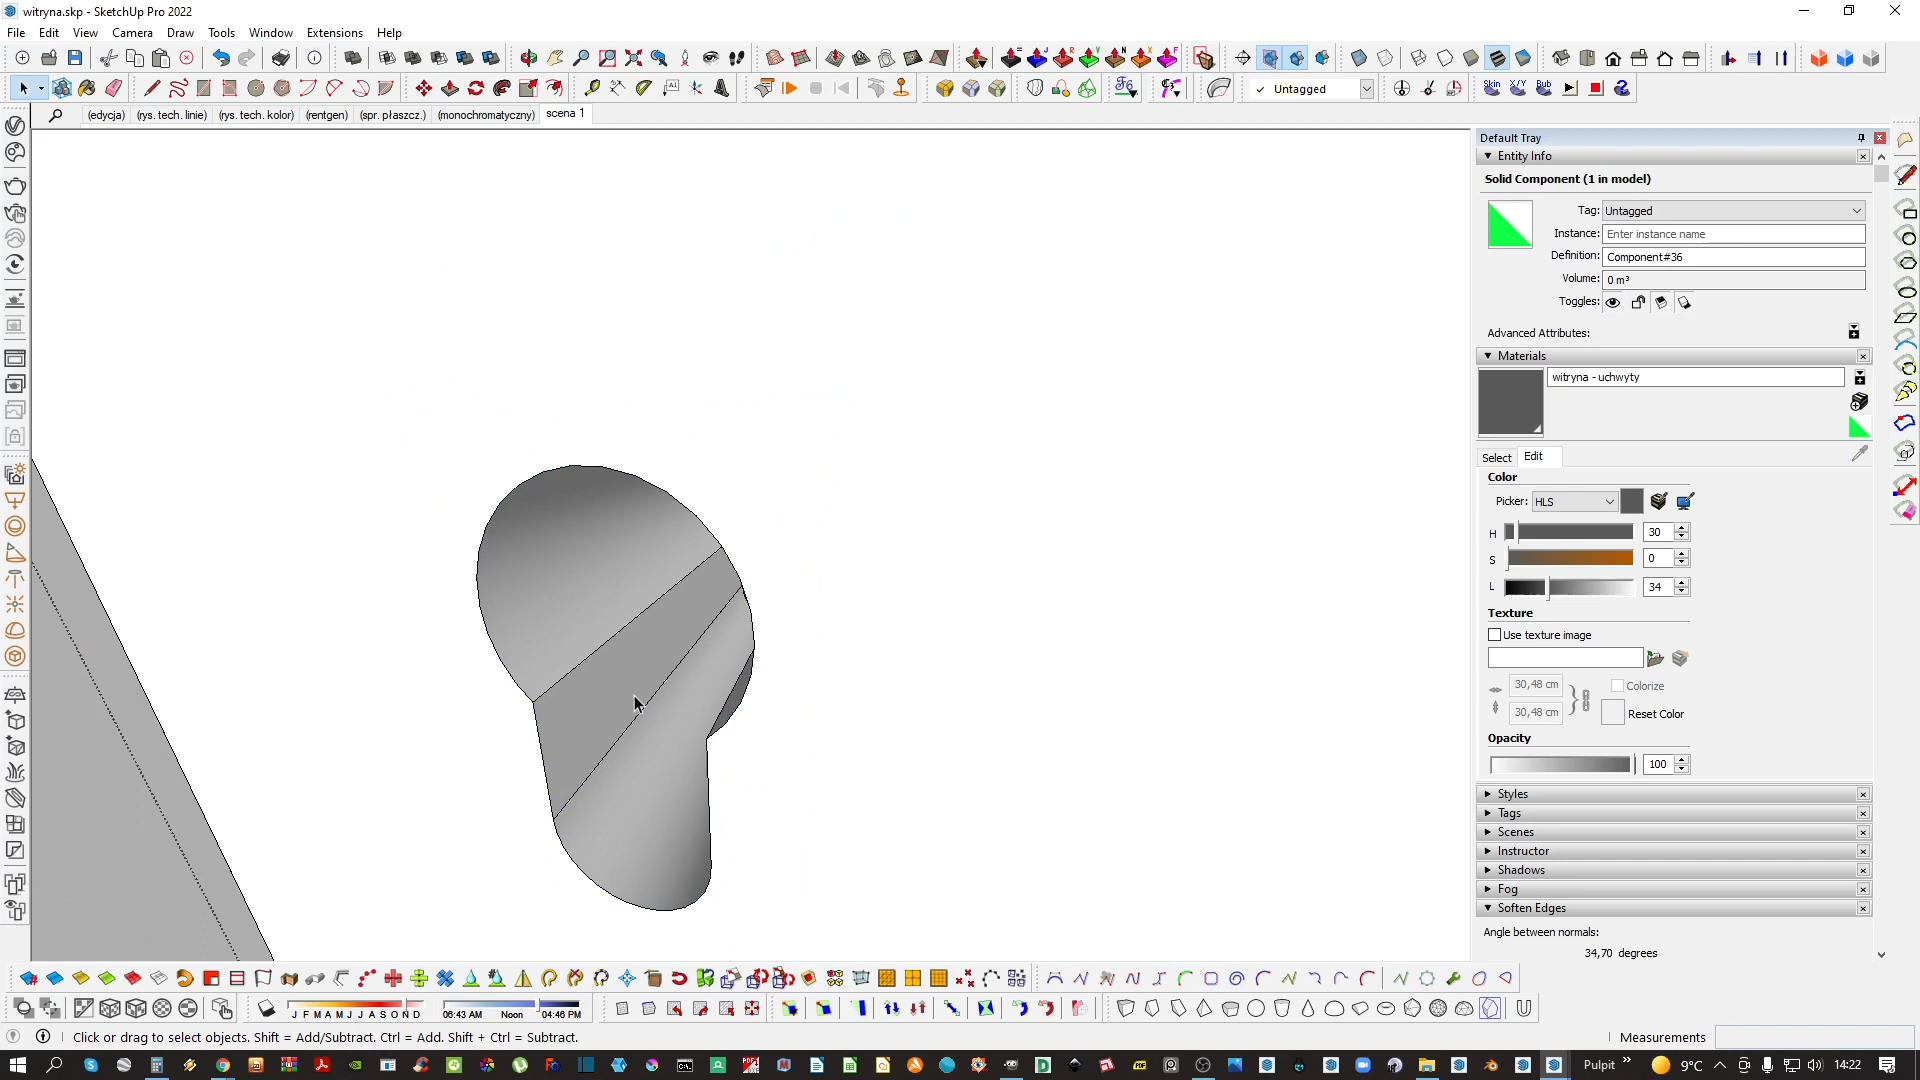 witryna.skp - SketchUp Pro 2022
File Edit View Camera Draw Tools Window Extensions Help
Untagged
Skin X/Y Bub
(edycja) (rys. tech. linie) (rys. tech. kolor) (rentgen) (spr. płaszcz.) (monochromatyczny) scena 1
Default Tray
Entity Info
Solid Component (1 in model)
Tag: Untagged
Instance: Enter instance name
Definition: Component#36
Volume: 0 m³
Toggles:
Advanced Attributes:
Materials
witryna - uchwyty
Select Edit
Color
Picker: HLS
H 30
S 0
L 34
Texture
Use texture image
30,48 cm Colorize
30,48 cm Reset Color
Opacity
100
Styles
Tags
Scenes
Instructor
Shadows
Fog
Soften Edges
Angle between normals:
34,70 degrees
J F M A M J J A S O N D 06:43 AM Noon 04:46 PM
Click or drag to select objects. Shift = Add/Subtract. Ctrl = Add. Shift + Ctrl = Subtract. Measurements
Pulpit 9°C 14:22